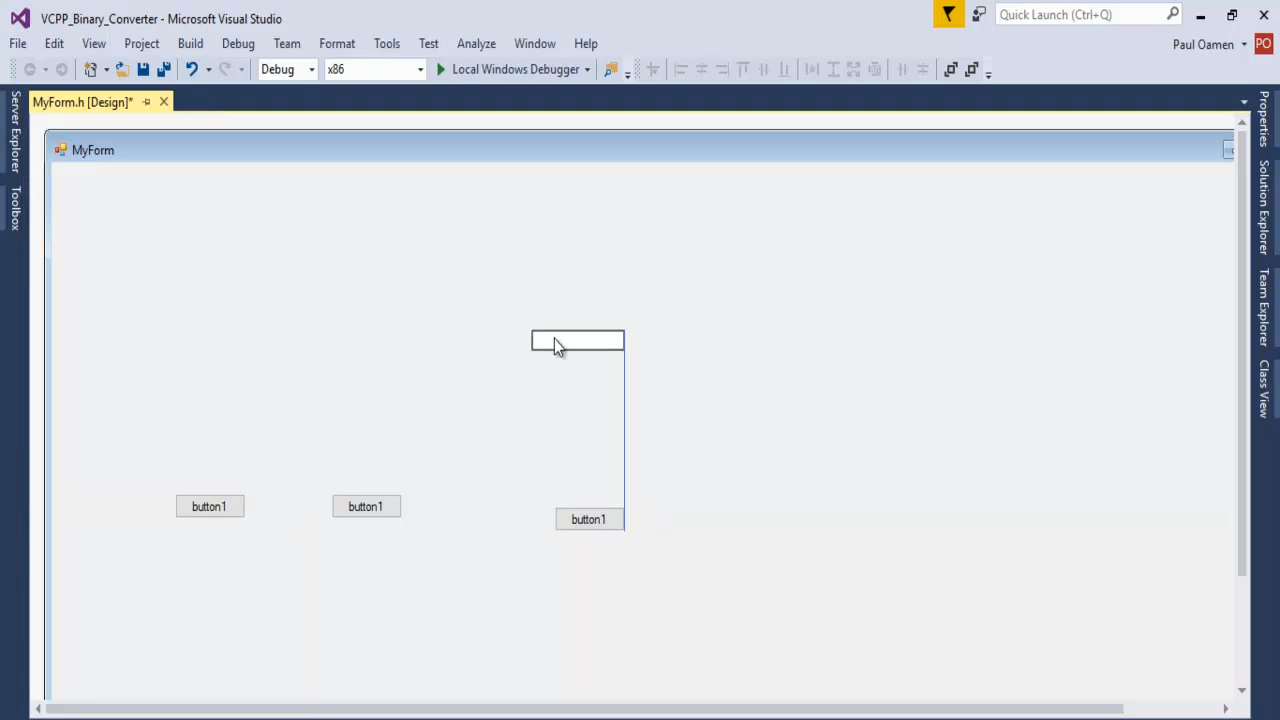 VCPP_Binary_Converter - Microsoft Visual Studio
Quick Launch (Ctrl+Q)
File Edit View Project Build Debug Team Format Tools Test Analyze Window Help
Paul Oamen
PO
Debug
x86
Local Windows Debugger
MyForm.h [Design]*
Server Explorer
Toolbox
MyForm
button1
button1
button1
Properties
Solution Explorer
Team Explorer
Class View